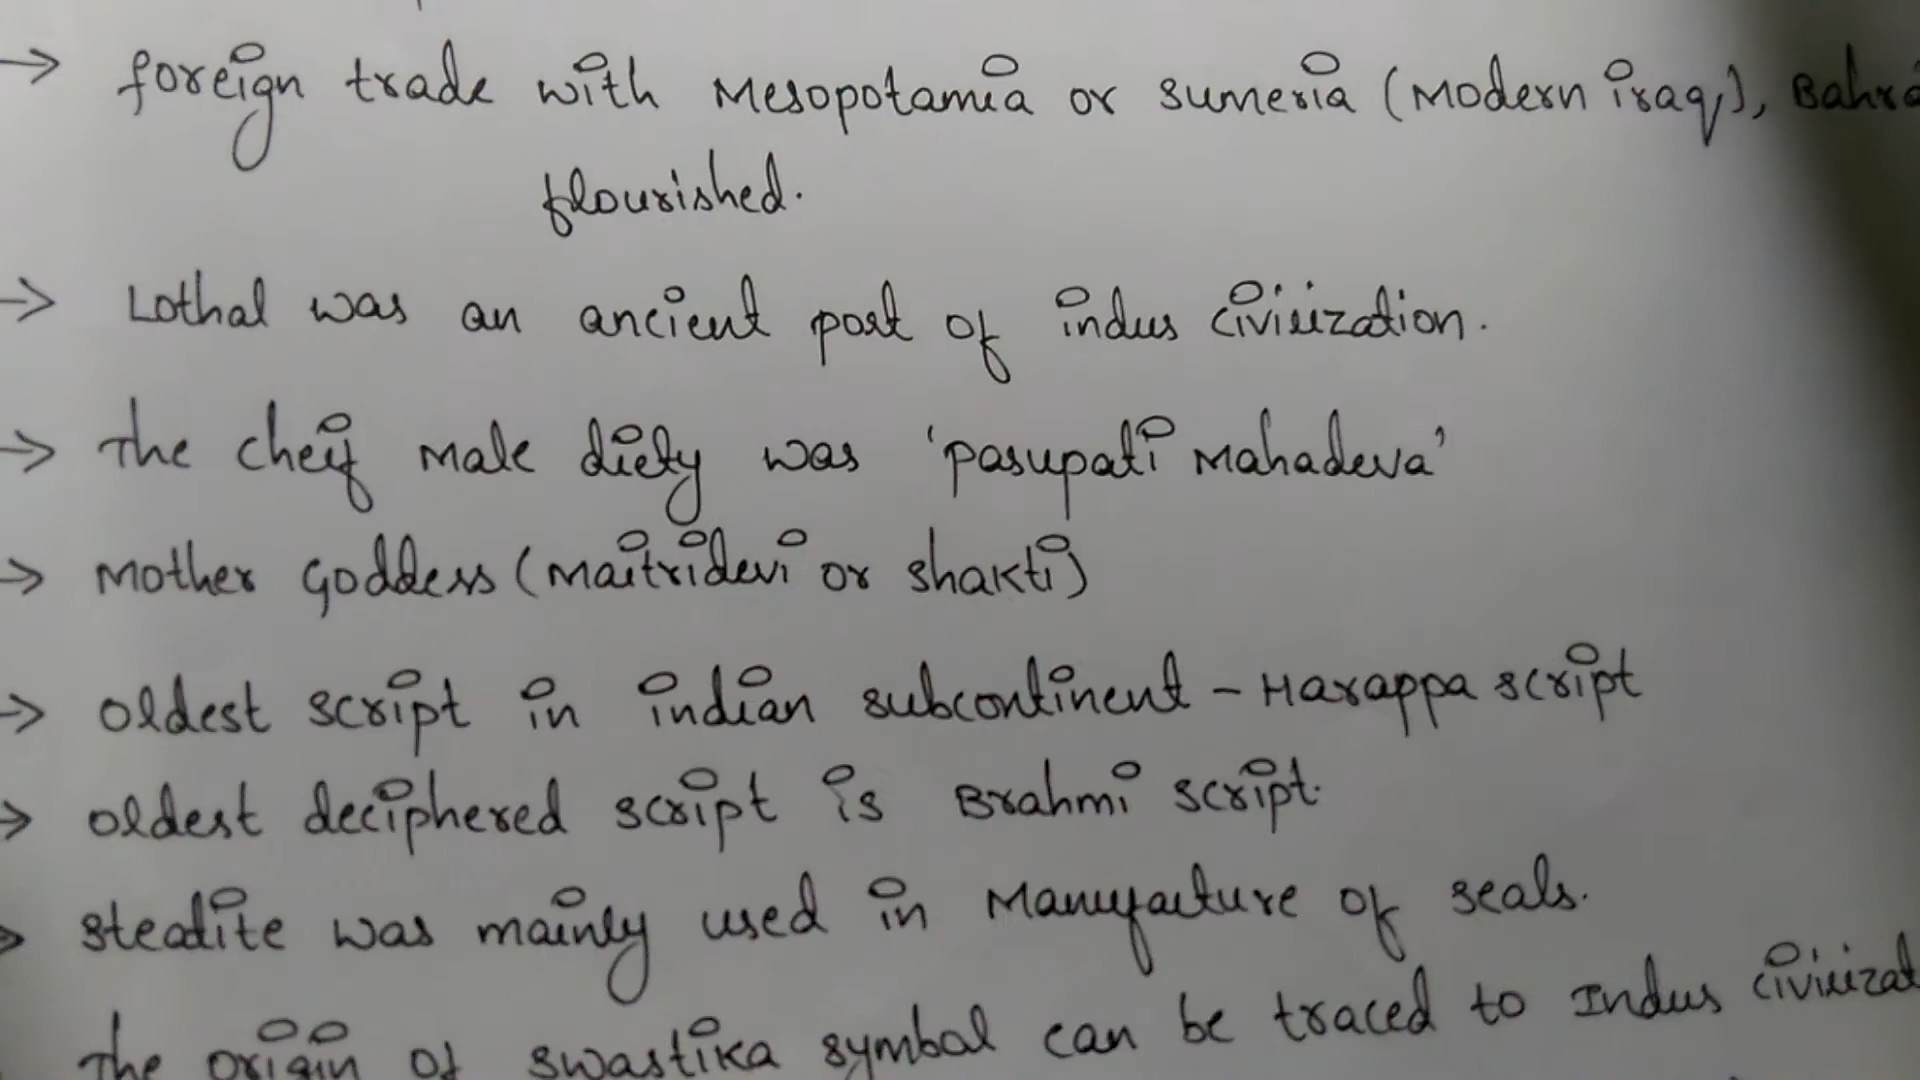 → foreign trade with Mesopotamia or sumeria (Modern iraq), Bahra
flourished.
→ Lothal was an ancient port of indus civilization.
→ The cheif Male diety was 'pasupati Mahadeva'
→ Mother Goddess (Maitridevi or shakti)
→ oldest script in indian subcontinent - Harappa script
→ oldest deciphered script is Brahmi script.
→ steatite was mainly used in Manufacture of seals.
The origin of swastika symbol can be traced to Indus civilizat